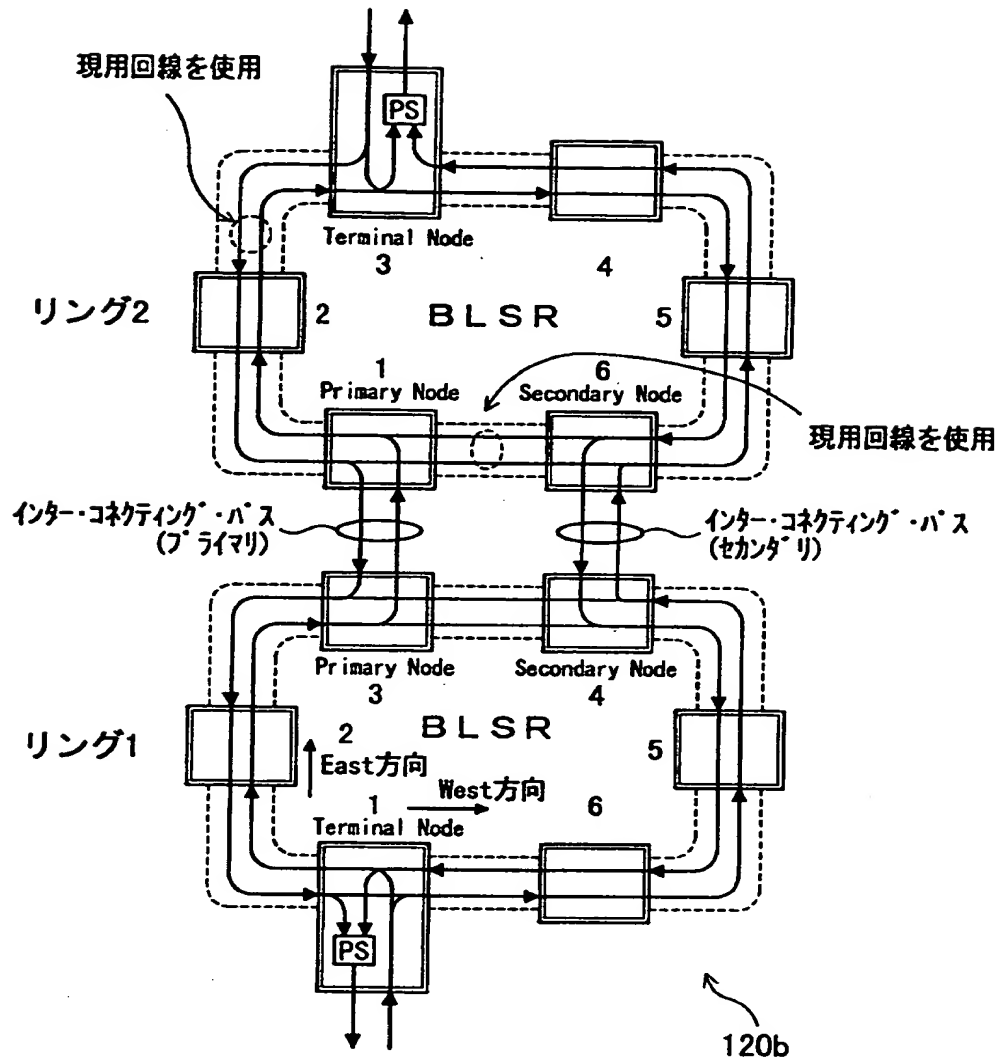 現用回線を使用
PS
Terminal Node
3
4
リング2
2
BLSR
5
1
Primary Node
6
Secondary Node
現用回線を使用
インター・コネクティング・パス
(プライマリ)
インター・コネクティング・パス
(セカンダリ)
Primary Node
3
Secondary Node
4
リング1
2
BLSR
5
East方向
West方向
1
Terminal Node
6
PS
120b